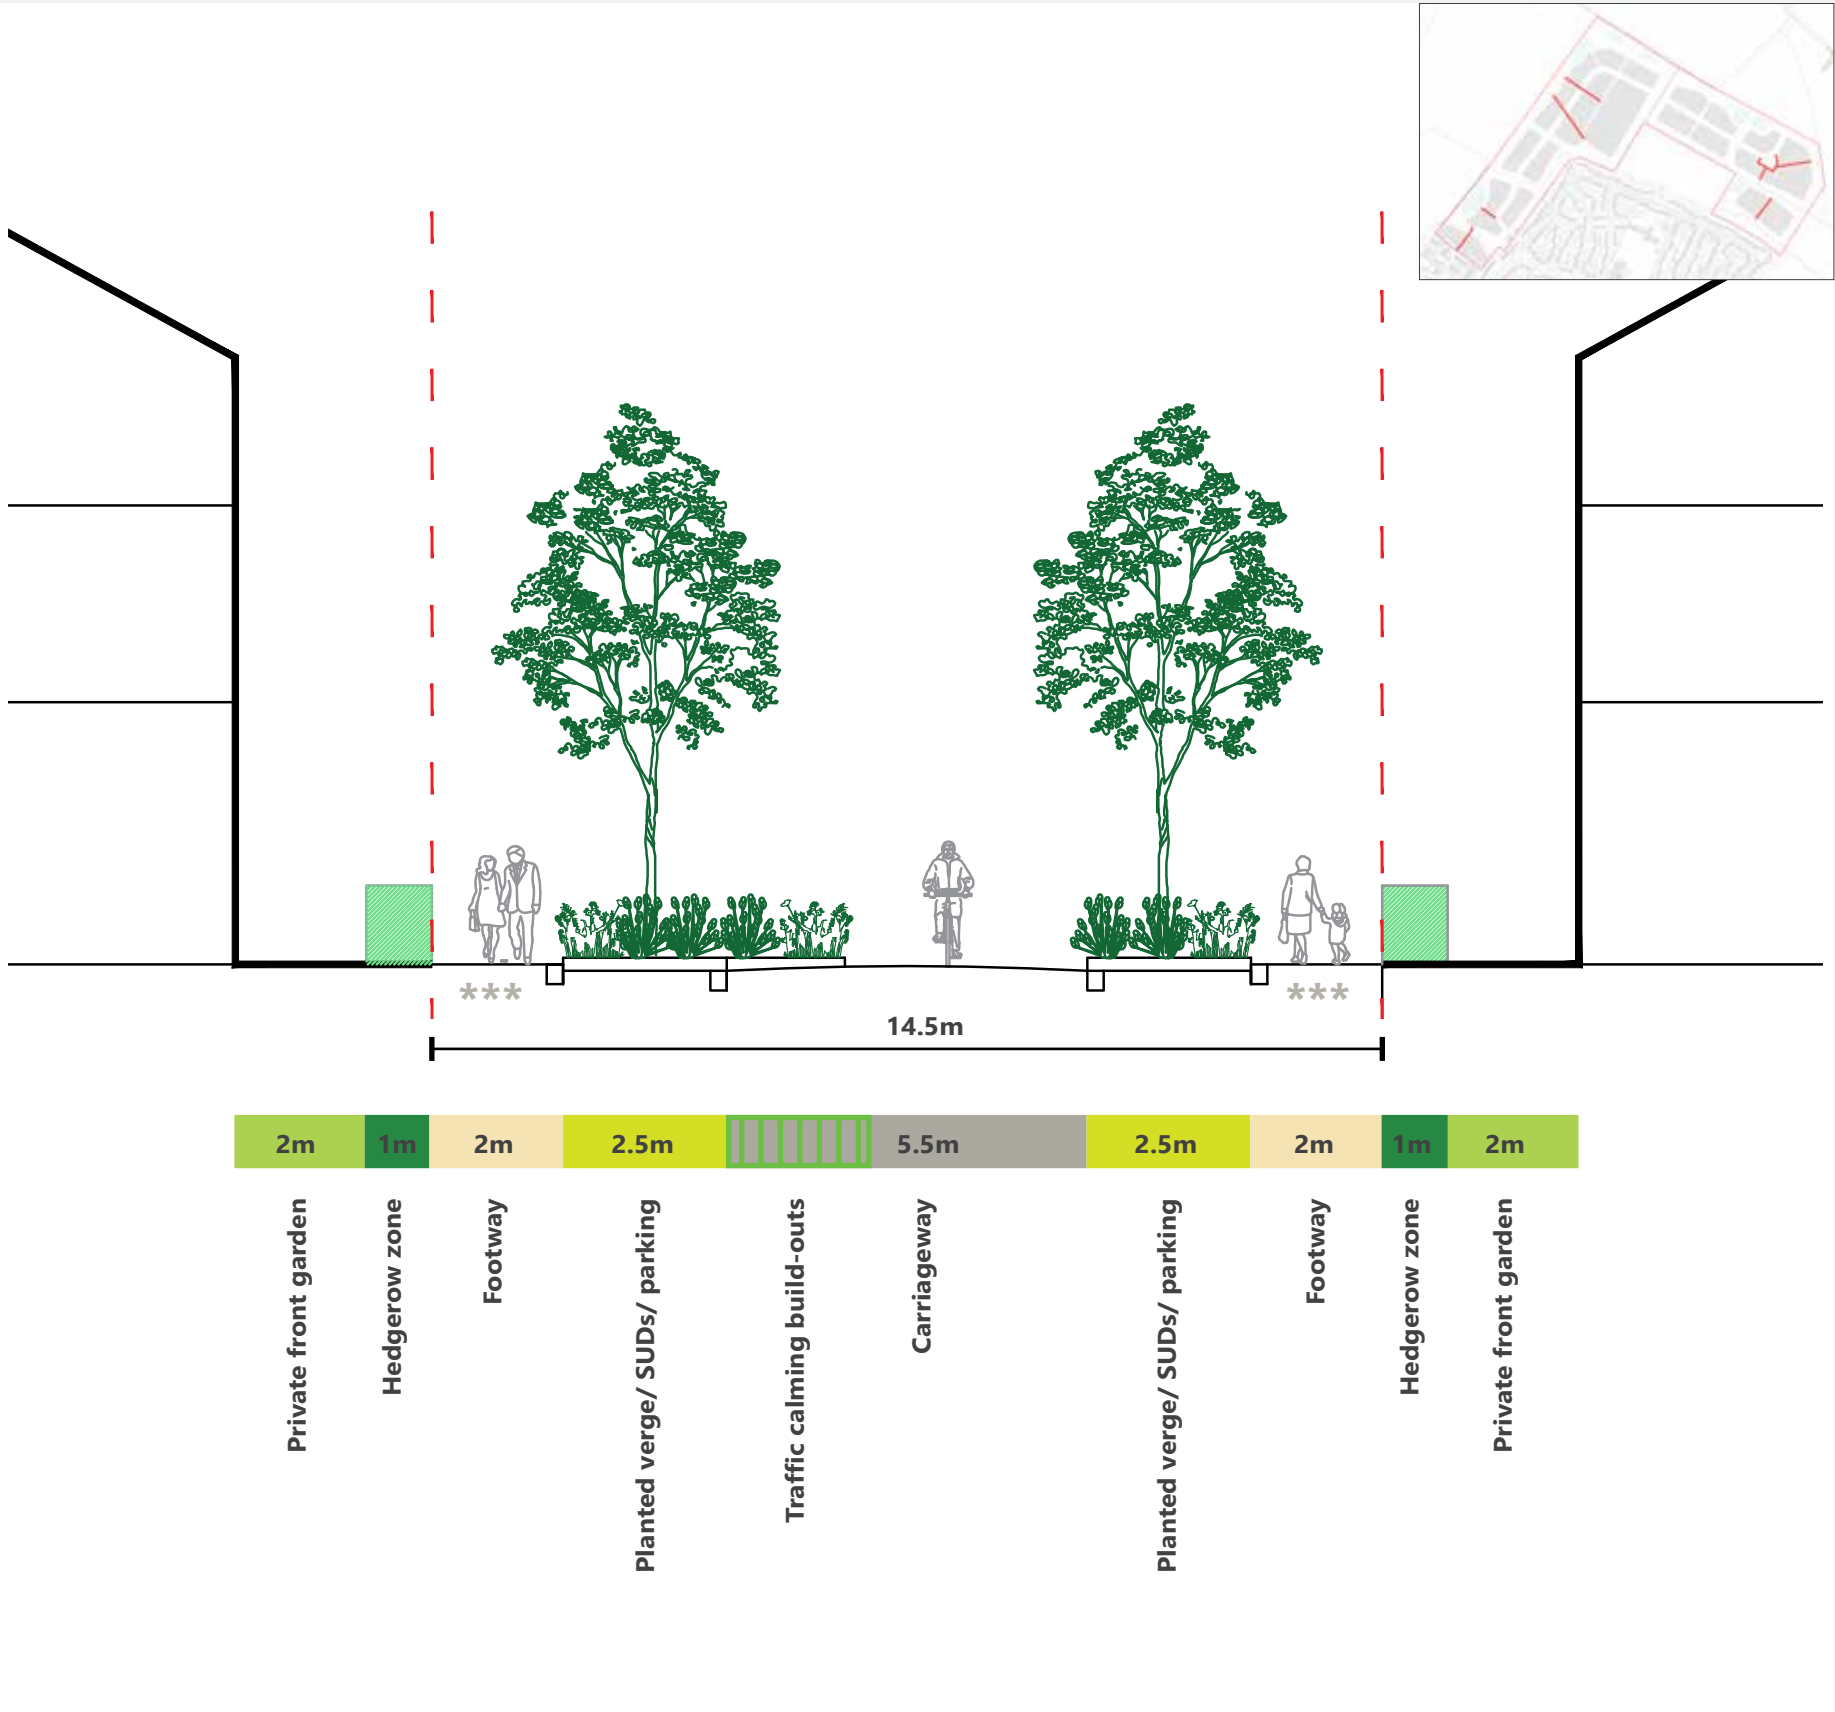 ***
***
14.5m
2m
1m
2m
2.5m
5.5m
2.5m
2m
1m
2m
Private front garden
Hedgerow zone
Footway
Planted verge/ SUDs/ parking
Traffic calming build-outs
Carriageway
Planted verge/ SUDs/ parking
Footway
Hedgerow zone
Private front garden